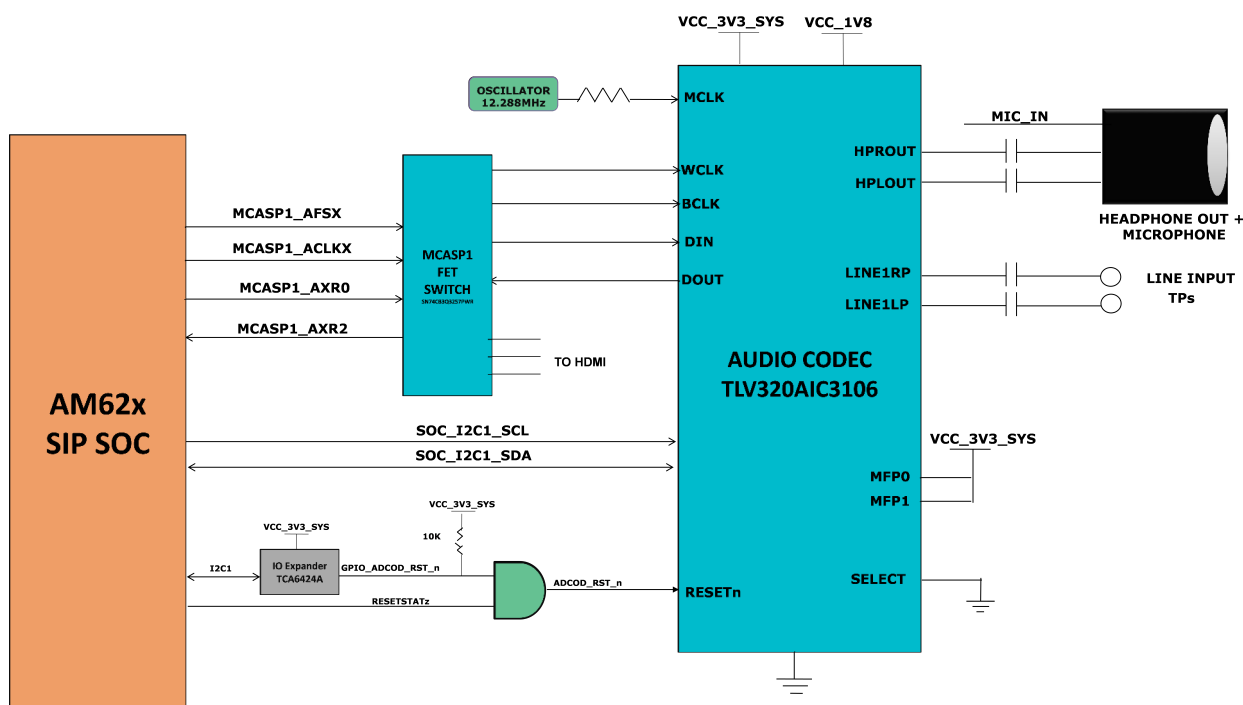 VCC_3V3_SYS
VCC_1V8
OSCILLATOR
12.288MHz
MCLK
MIC_IN
HPROUT
WCLK
HPLOUT
BCLK
MCASP1_AFSX
HEADPHONE OUT +
MICROPHONE
DIN
MCASP1_ACLKX
MCASP1
FET
SWITCH
SN74CB3Q3257PWR
DOUT
LINE1RP
LINE INPUT
TPs
MCASP1_AXR0
LINE1LP
MCASP1_AXR2
TO HDMI
AUDIO CODEC
TLV320AIC3106
AM62x
SIP SOC
SOC_I2C1_SCL
SOC_I2C1_SDA
VCC_3V3_SYS
MFP0
MFP1
VCC_3V3_SYS
10K
VCC_3V3_SYS
I2C1
IO Expander
TCA6424A
GPIO_ADCOD_RST_n
ADCOD_RST_n
RESETSTATz
RESETn
SELECT